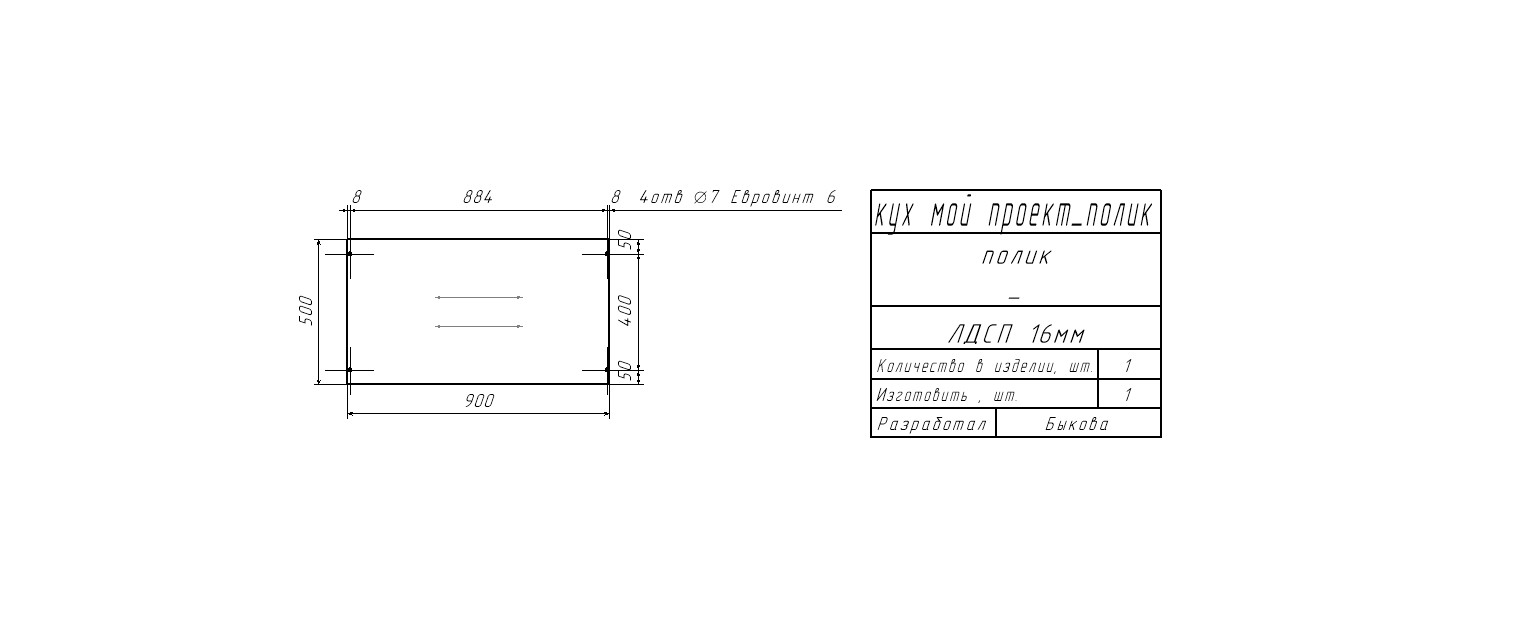 8 884 8 4отв ⌀7 Евровинт 6
50
500
400
50
900
кух мой проект_полик
полик
_
ЛДСП 16мм
Количество в изделии, шт. 1
Изготовить , шт. 1
Разработал Быкова